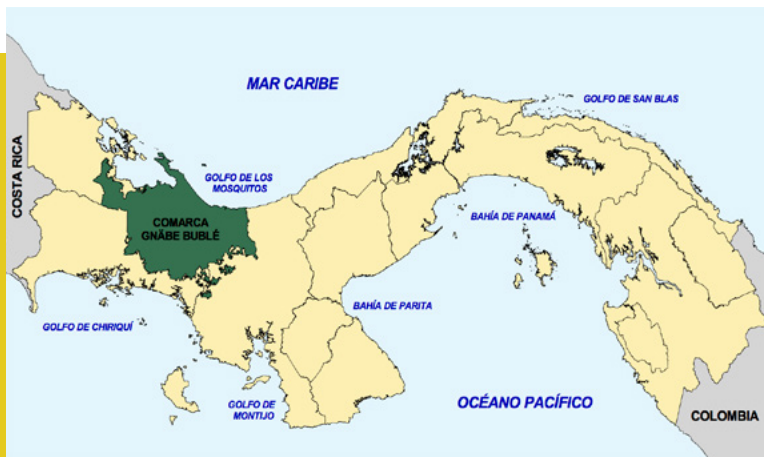 MAR CARIBE
GOLFO DE SAN BLAS
COSTA RICA
GOLFO DE LOS
MOSQUITOS
COMARCA
GNÄBE BUBLÉ
BAHÍA DE PANAMÁ
BAHÍA DE PARITA
GOLFO DE CHIRIQUÍ
GOLFO DE
MONTIJO
OCÉANO PACÍFICO
COLOMBIA